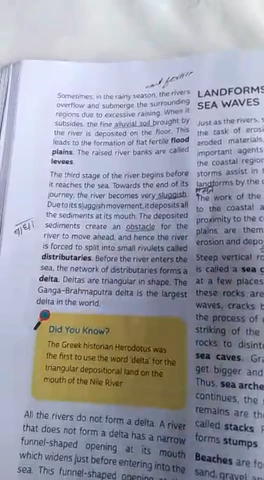 Sometimes, in the rainy season, the rivers
overflow and submerge the surrounding
regions due to excessive raining. When it
subsides, the fine alluvial soil brought by
the river is deposited on the floor. This
leads to the formation of flat fertile flood
plains. The raised river banks are called
levees.
The third stage of the river begins before
it reaches the sea. Towards the end of its
journey, the river becomes very sluggish.
Due to its sluggish movement, it deposits all
the sediments at its mouth. The deposited
sediments create an obstacle for the
river to move ahead, and hence the river
is forced to split into small rivulets called
distributaries. Before the river enters the
sea, the network of distributaries forms a
delta. Deltas are triangular in shape. The
Ganga-Brahmaputra delta is the largest
delta in the world.
Did You Know?
The Greek historian Herodotus was
the first to use the word 'delta' for the
triangular depositional land on the
mouth of the Nile River
All the rivers do not form a delta. A river
that does not form a delta has a narrow
funnel-shaped opening at its mouth
which widens just before entering into the
sea. This funnel-shaped opening
LANDFORMS
SEA WAVES
Just as the rivers,
the task of erosi
eroded materials,
important agents
the coastal region
storms assist in t
landforms by the
The work of the
to the coastal a
proximity to the c
plains are them
erosion and depo
Steep vertical ro
is called a sea c
at a few places
these rocks are
waves, cracks b
the process of
striking of the
rocks to disint
sea caves. Gra
get bigger and
Thus, sea arche
continues, the
remains are the
called stacks.
forms stumps
Beaches are fo
sand, gravel an